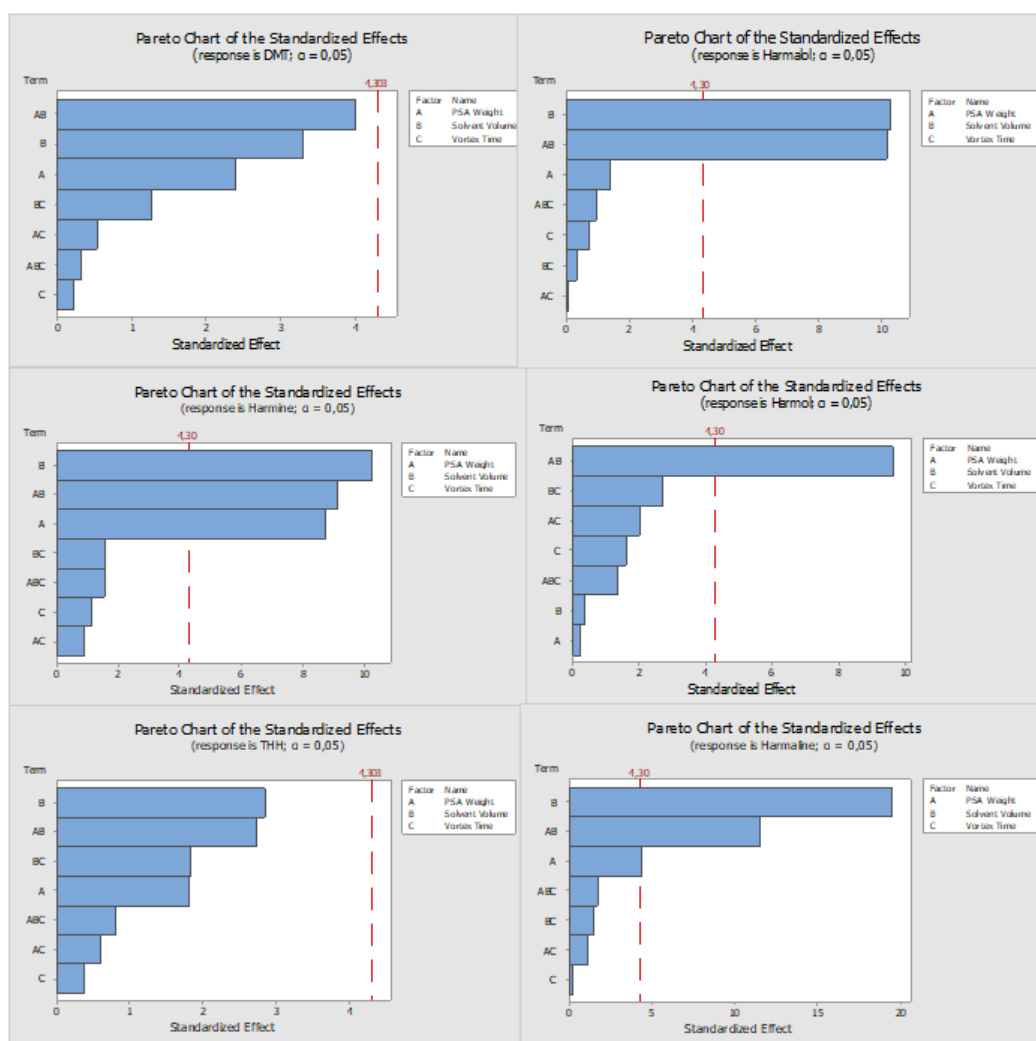 Pareto Chart of the Standardized Effects
(response is DMT; α = 0,05)
Term
4,303
AB
B
A
BC
AC
ABC
C
0 1 2 3 4
Standardized Effect
Factor Name
A PSA Weight
B Solvent Volume
C Vortex Time
Pareto Chart of the Standardized Effects
(response is Harmalol; α = 0,05)
Term
4,30
B
AB
A
ABC
C
BC
AC
0 2 4 6 8 10
Standardized Effect
Factor Name
A PSA Weight
B Solvent Volume
C Vortex Time
Pareto Chart of the Standardized Effects
(response is Harmine; α = 0,05)
Term
4,30
B
AB
A
BC
ABC
C
AC
0 2 4 6 8 10
Standardized Effect
Factor Name
A PSA Weight
B Solvent Volume
C Vortex Time
Pareto Chart of the Standardized Effects
(response is Harmol; α = 0,05)
Term
4,30
AB
BC
AC
C
ABC
B
A
0 2 4 6 8 10
Standardized Effect
Factor Name
A PSA Weight
B Solvent Volume
C Vortex Time
Pareto Chart of the Standardized Effects
(response is THH; α = 0,05)
Term
4,303
B
AB
BC
A
ABC
AC
C
0 1 2 3 4
Standardized Effect
Factor Name
A PSA Weight
B Solvent Volume
C Vortex Time
Pareto Chart of the Standardized Effects
(response is Harmaline; α = 0,05)
Term
4,30
B
AB
A
ABC
BC
AC
C
0 5 10 15 20
Standardized Effect
Factor Name
A PSA Weight
B Solvent Volume
C Vortex Time